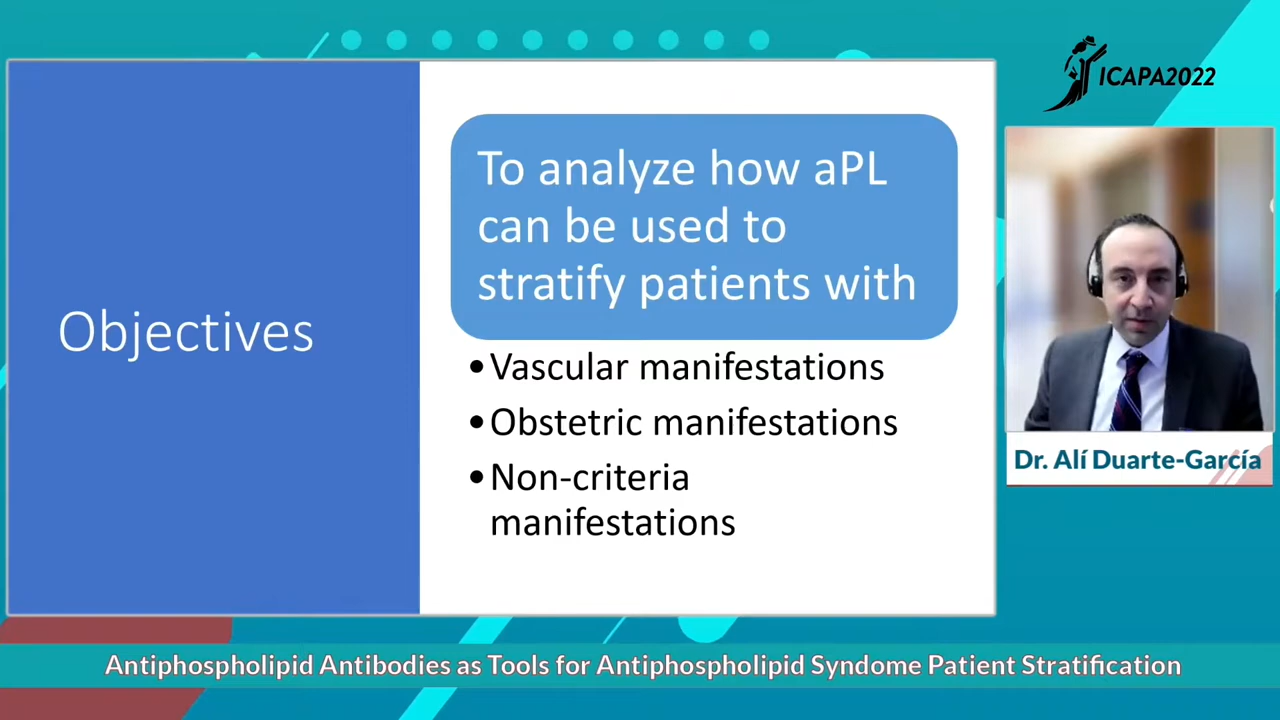 ICAPA2022
Objectives
To analyze how aPL
can be used to
stratify patients with
•Vascular manifestations
•Obstetric manifestations
•Non-criteria
manifestations
Dr. Alí Duarte-García
Antiphospholipid Antibodies as Tools for Antiphospholipid Syndome Patient Stratification